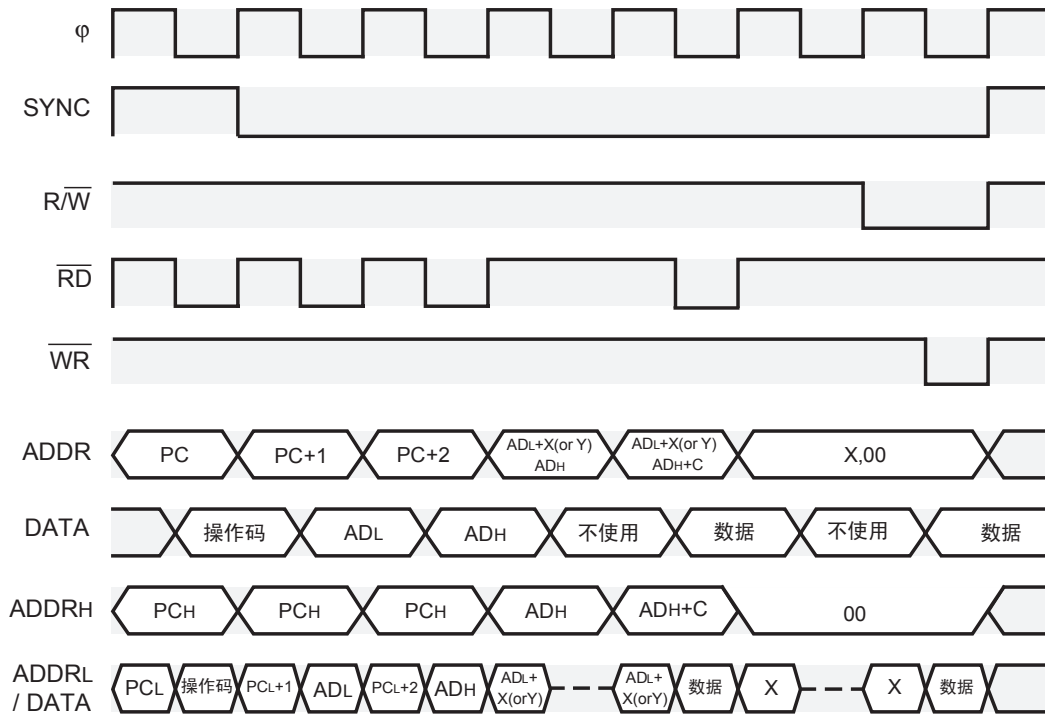 φ
SYNC
R/W
RD
WR
ADDR PC PC+1 PC+2 ADL+X(or Y) ADH ADL+X(or Y) ADH+C X,00
DATA 操作码 ADL ADH 不使用 数据 不使用 数据
ADDRH PCH PCH PCH ADH ADH+C 00
ADDRL / DATA PCL 操作码 PCL+1 ADL PCL+2 ADH ADL+ X(orY) ADL+ X(orY) 数据 X X 数据